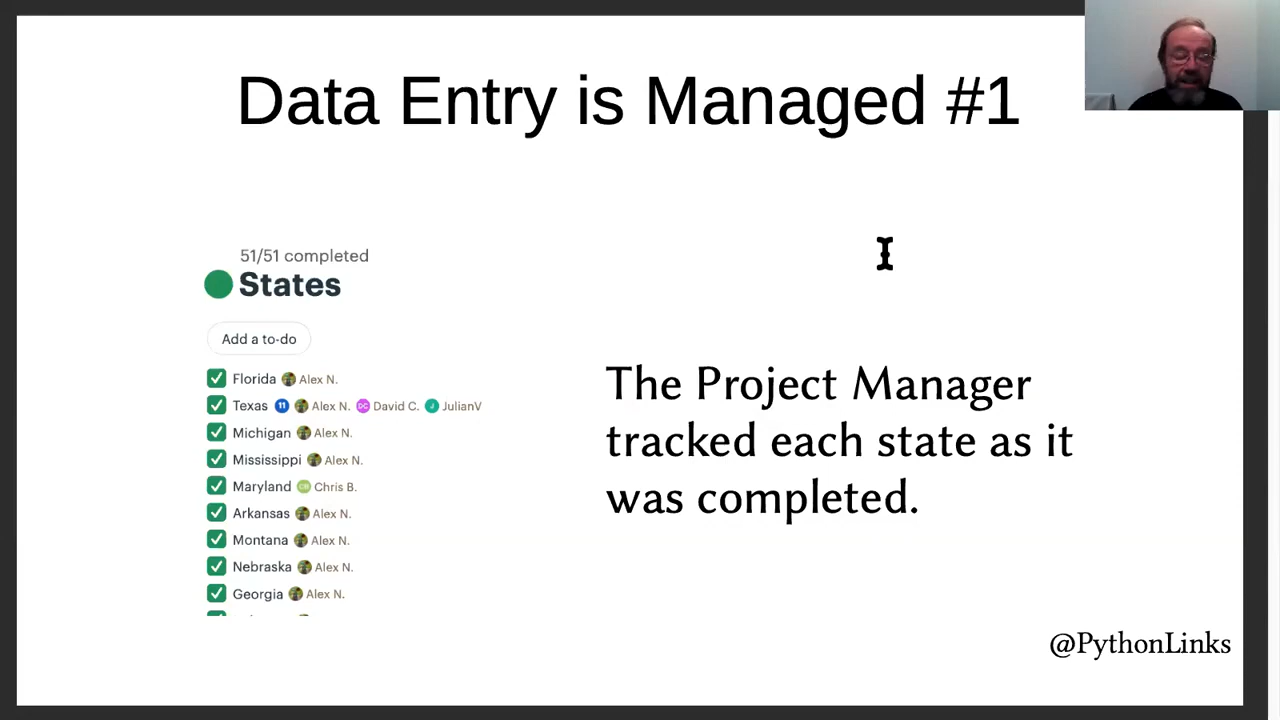 Data Entry is Managed #1
51/51 completed
States
Add a to-do
Florida Alex N.
Texas 11 Alex N. DC David C. J JulianV
Michigan Alex N.
Mississippi Alex N.
Maryland CB Chris B.
Arkansas Alex N.
Montana Alex N.
Nebraska Alex N.
Georgia Alex N.
The Project Manager
tracked each state as it
was completed.
@PythonLinks